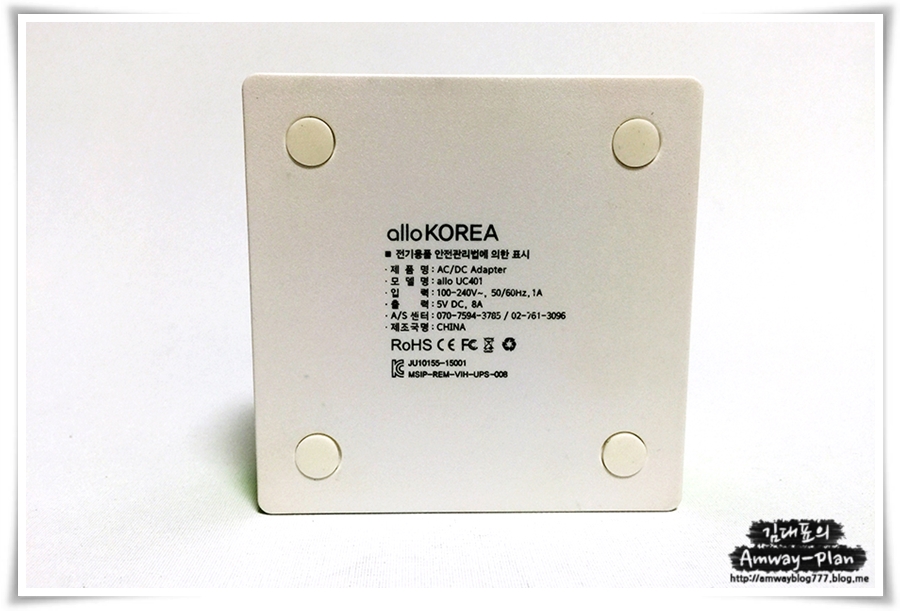 allo KOREA
■ 전기용품 안전관리법에 의한 표시
· 제 품 명 : AC/DC Adapter
· 모 델 명 : allo UC401
· 입 력 : 100-240V~, 50/60Hz, 1A
· 출 력 : 5V DC, 8A
· A/S 센터 : 070-7594-3785 / 02-761-3096
· 제조국명 : CHINA
RoHS CE FC
JU10155-15001
MSIP-REM-VIH-UPS-008
김대표의
Amway-Plan
http://amwayblog777.blog.me